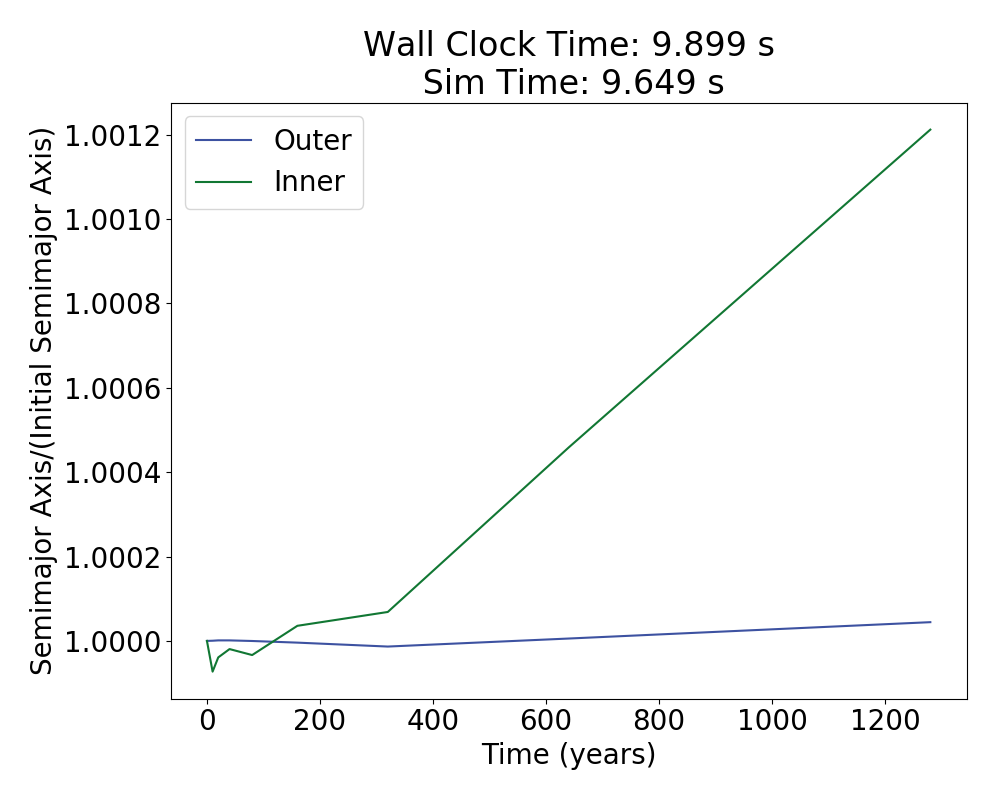 Wall Clock Time: 9.899 s
Sim Time: 9.649 s
Outer
Inner
Semimajor Axis/(Initial Semimajor Axis)
1.0012
1.0010
1.0008
1.0006
1.0004
1.0002
1.0000
0 200 400 600 800 1000 1200
Time (years)